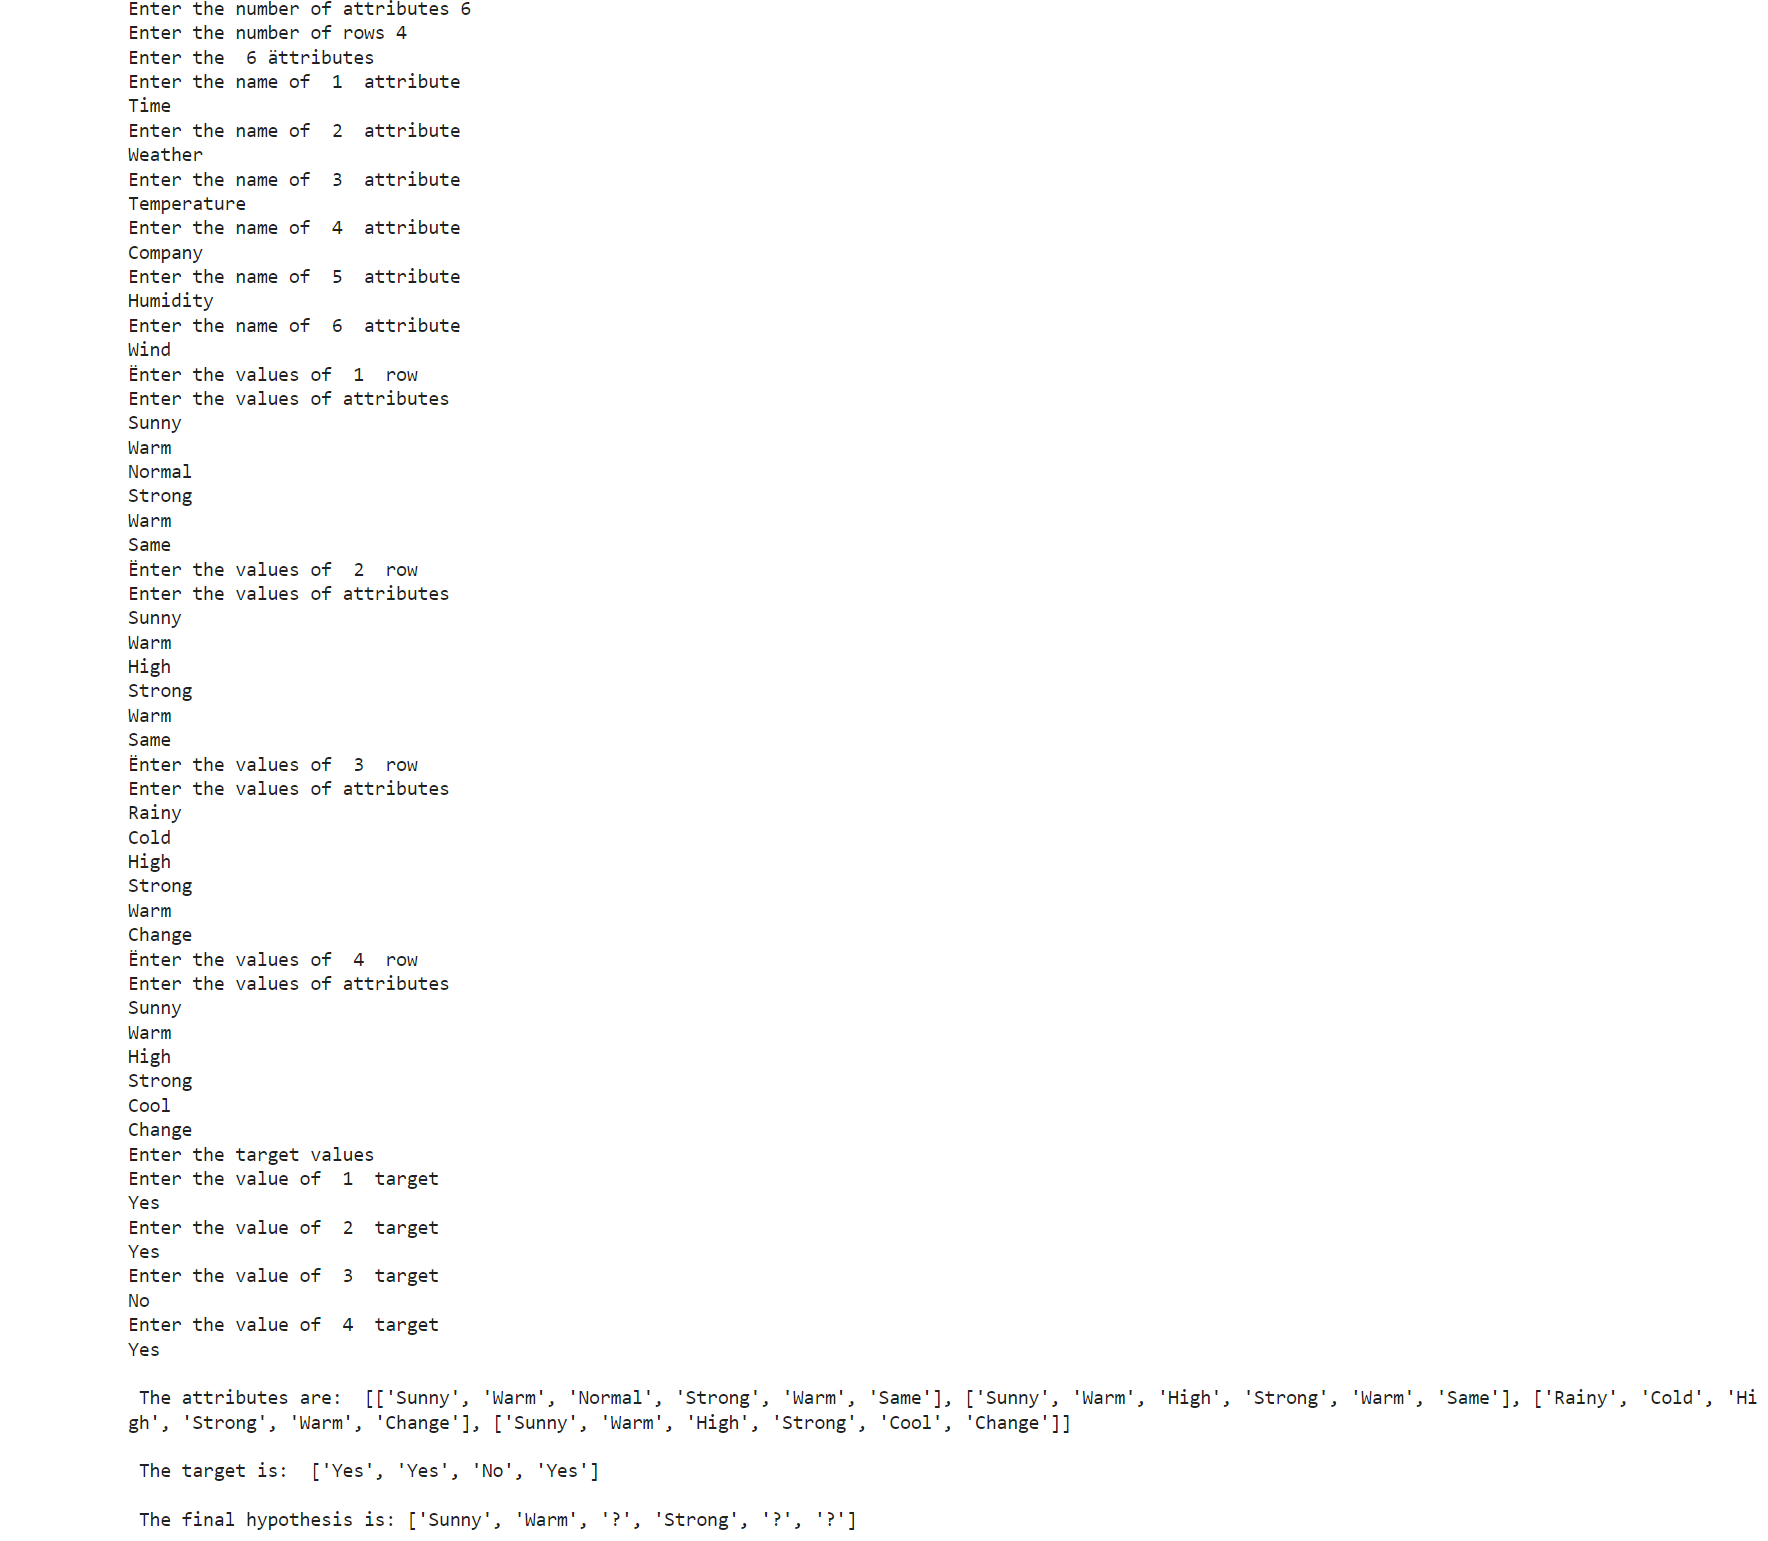 Enter the number of attributes 6
Enter the number of rows 4
Enter the  6 ättributes
Enter the name of  1  attribute
Time
Enter the name of  2  attribute
Weather
Enter the name of  3  attribute
Temperature
Enter the name of  4  attribute
Company
Enter the name of  5  attribute
Humidity
Enter the name of  6  attribute
Wind
Ënter the values of  1  row
Enter the values of attributes
Sunny
Warm
Normal
Strong
Warm
Same
Ënter the values of  2  row
Enter the values of attributes
Sunny
Warm
High
Strong
Warm
Same
Ënter the values of  3  row
Enter the values of attributes
Rainy
Cold
High
Strong
Warm
Change
Ënter the values of  4  row
Enter the values of attributes
Sunny
Warm
High
Strong
Cool
Change
Enter the target values
Enter the value of  1  target
Yes
Enter the value of  2  target
Yes
Enter the value of  3  target
No
Enter the value of  4  target
Yes
The attributes are:  [['Sunny', 'Warm', 'Normal', 'Strong', 'Warm', 'Same'], ['Sunny', 'Warm', 'High', 'Strong', 'Warm', 'Same'], ['Rainy', 'Cold', 'Hi
gh', 'Strong', 'Warm', 'Change'], ['Sunny', 'Warm', 'High', 'Strong', 'Cool', 'Change']]
The target is:  ['Yes', 'Yes', 'No', 'Yes']
The final hypothesis is: ['Sunny', 'Warm', '?', 'Strong', '?', '?']